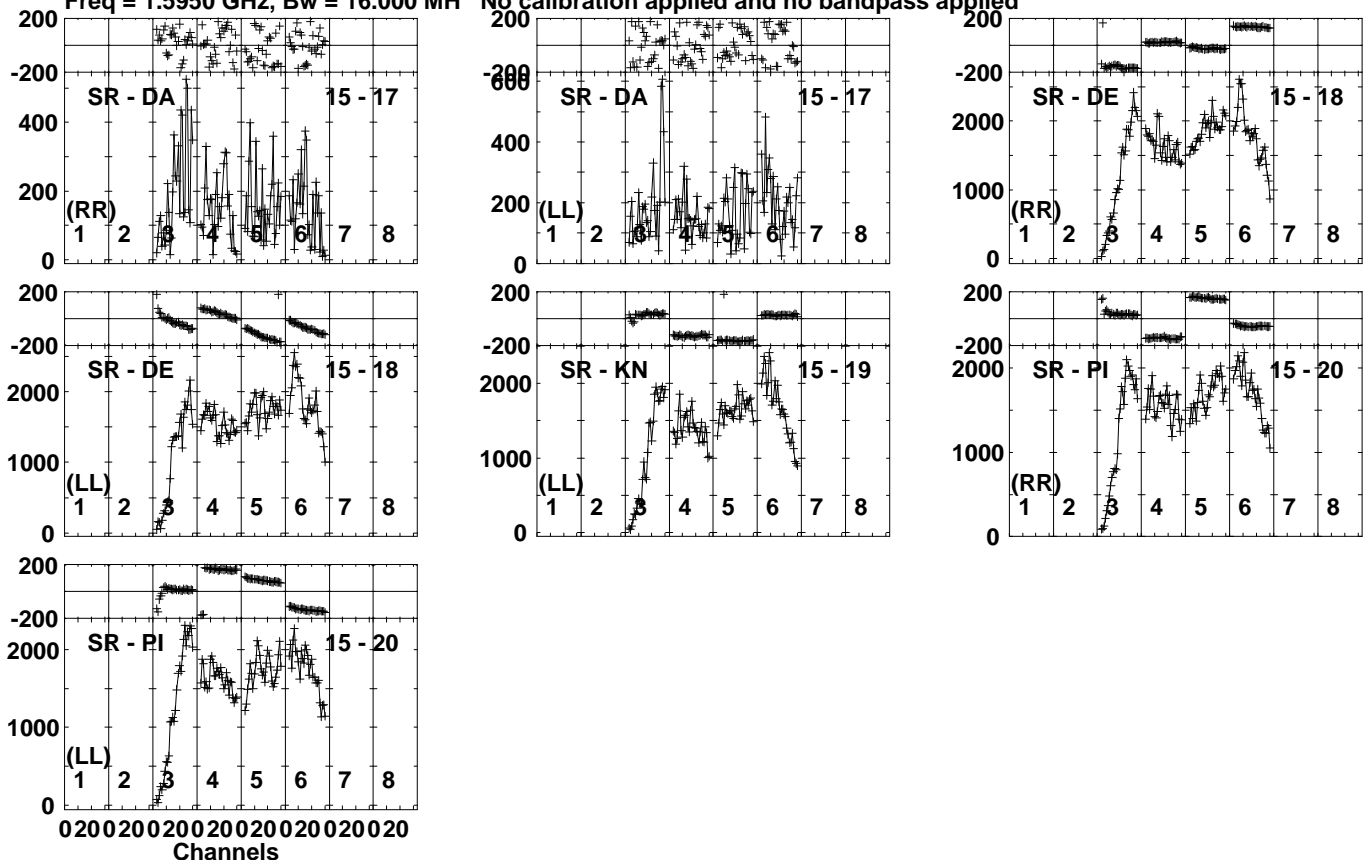 Freq = 1.5950 GHz, Bw = 16.000 MH No calibration applied and no bandpass applied
200 200 200
-200 -200 -200
SR - DA 15 - 17 SR - DA 15 - 17 SR - DE 15 - 18
600
400 400 2000
200 200 1000
0 0 0
(RR) (LL) (RR)
1 2 3 4 5 6 7 8 1 2 3 4 5 6 7 8 1 2 3 4 5 6 7 8
200 200 200
-200 -200 -200
SR - DE 15 - 18 SR - KN 15 - 19 SR - PI 15 - 20
2000 2000 2000
1000 1000 1000
(LL) (LL) (RR)
1 2 3 4 5 6 7 8 1 2 3 4 5 6 7 8 1 2 3 4 5 6 7 8
0 0 0
200
-200
SR - PI 15 - 20
2000
1000
(LL)
1 2 3 4 5 6 7 8
0
0 20 0 20 0 20 0 20 0 20 0 20 0 20 0 20
Channels